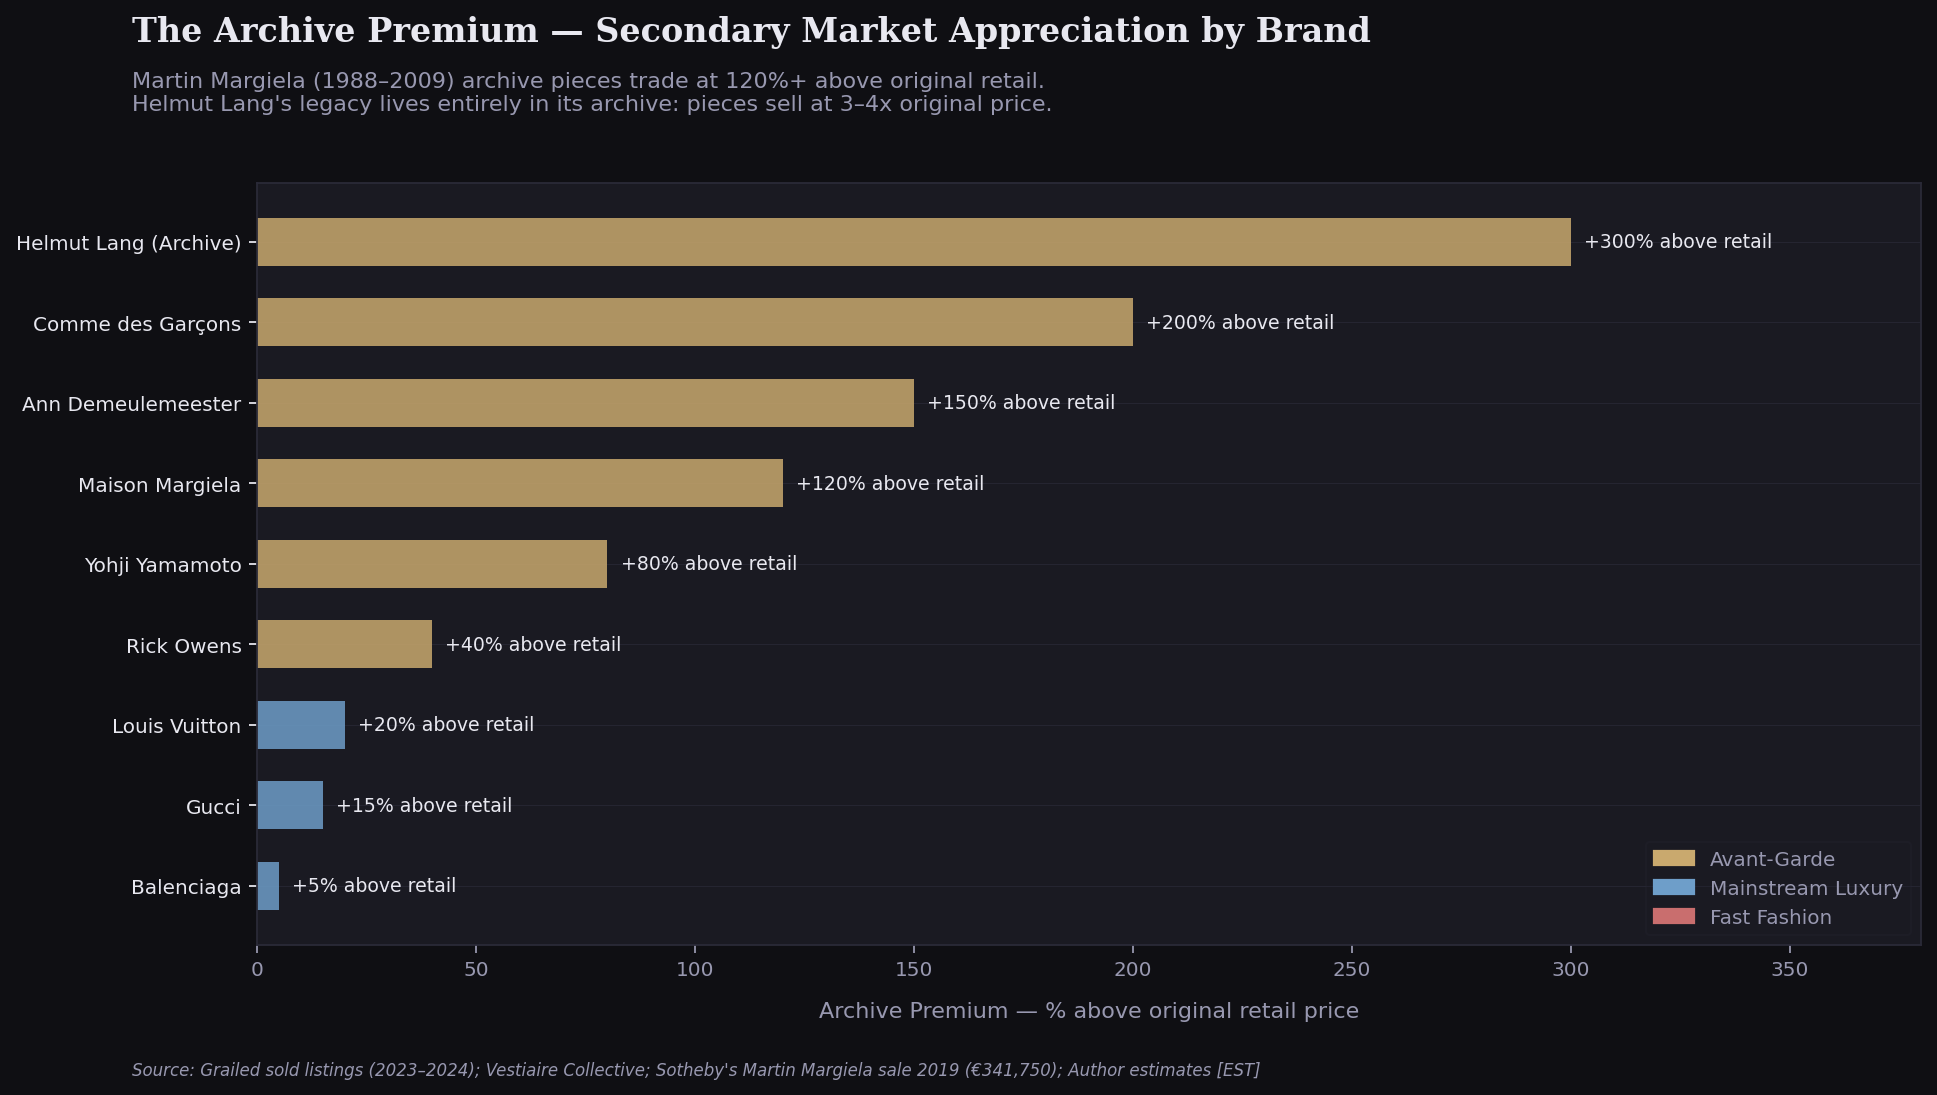 The Archive Premium — Secondary Market Appreciation by Brand
Martin Margiela (1988–2009) archive pieces trade at 120%+ above original retail.
Helmut Lang's legacy lives entirely in its archive: pieces sell at 3–4x original price.
Helmut Lang (Archive) +300% above retail
Comme des Garçons +200% above retail
Ann Demeulemeester +150% above retail
Maison Margiela +120% above retail
Yohji Yamamoto +80% above retail
Rick Owens +40% above retail
Louis Vuitton +20% above retail
Gucci +15% above retail
Balenciaga +5% above retail
Avant-Garde
Mainstream Luxury
Fast Fashion
0 50 100 150 200 250 300 350
Archive Premium — % above original retail price
Source: Grailed sold listings (2023–2024); Vestiaire Collective; Sotheby's Martin Margiela sale 2019 (€341,750); Author estimates [EST]